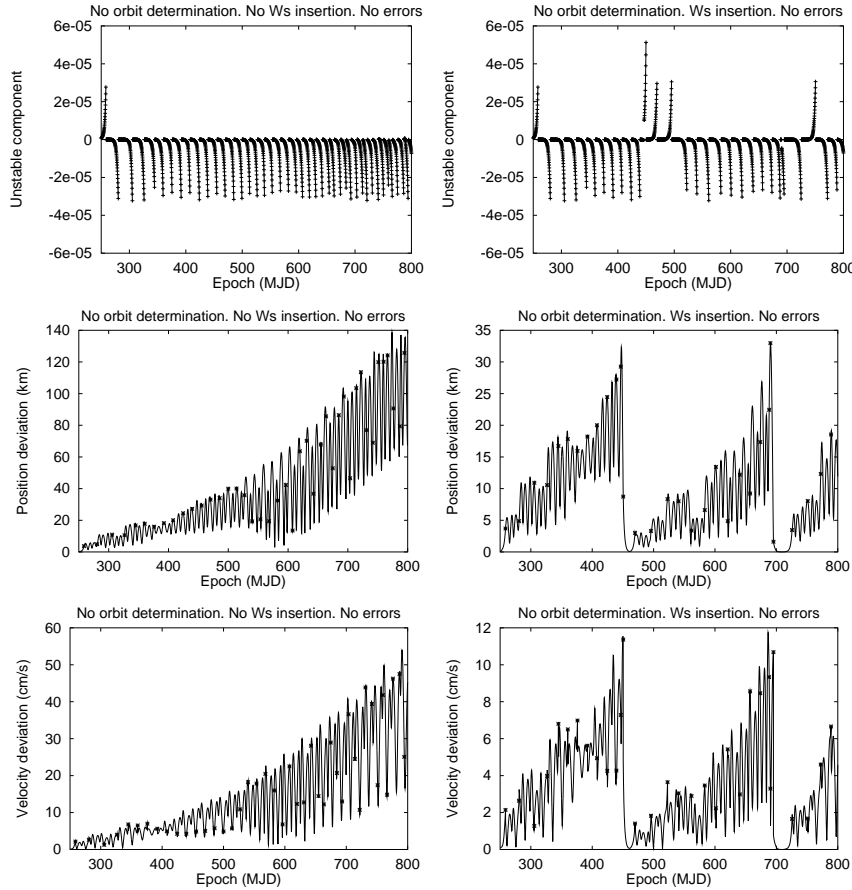 No orbit determination. No Ws insertion. No errors
6e-05
4e-05
2e-05
0
-2e-05
-4e-05
-6e-05
Unstable component
300 400 500 600 700 800
Epoch (MJD)
No orbit determination. Ws insertion. No errors
6e-05
4e-05
2e-05
0
-2e-05
-4e-05
-6e-05
Unstable component
300 400 500 600 700 800
Epoch (MJD)
No orbit determination. No Ws insertion. No errors
140
120
100
80
60
40
20
0
Position deviation (km)
300 400 500 600 700 800
Epoch (MJD)
No orbit determination. Ws insertion. No errors
35
30
25
20
15
10
5
0
Position deviation (km)
300 400 500 600 700 800
Epoch (MJD)
No orbit determination. No Ws insertion. No errors
60
50
40
30
20
10
0
Velocity deviation (cm/s)
300 400 500 600 700 800
Epoch (MJD)
No orbit determination. Ws insertion. No errors
12
10
8
6
4
2
0
Velocity deviation (cm/s)
300 400 500 600 700 800
Epoch (MJD)